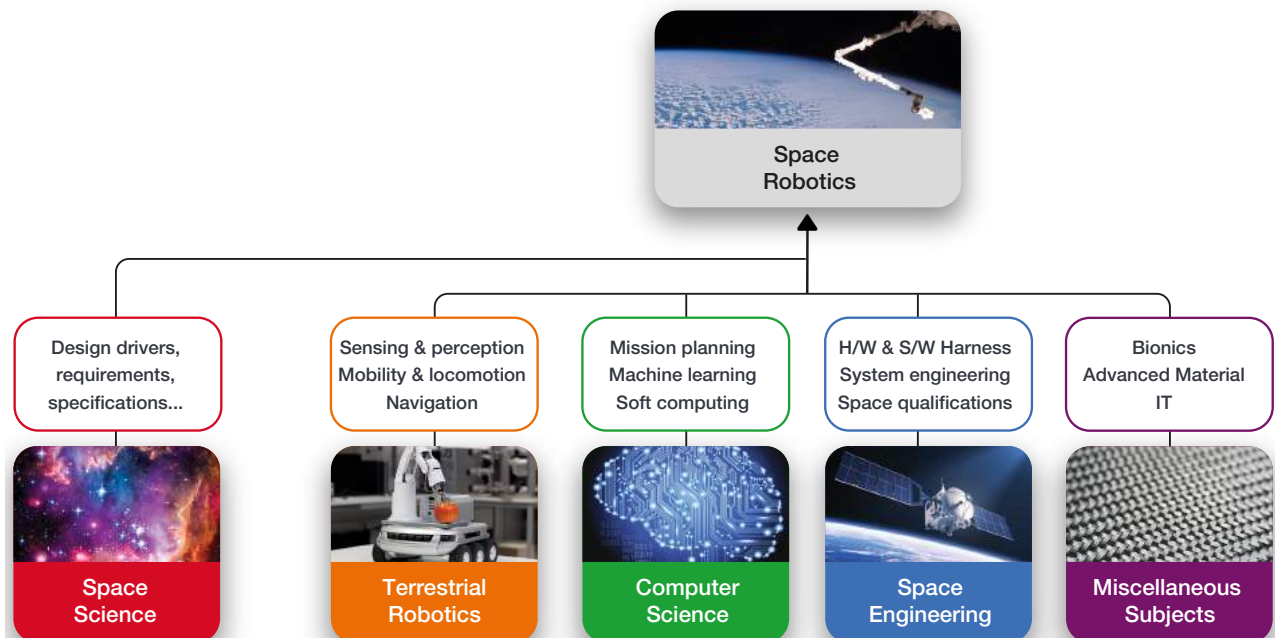 Space
Robotics
Design drivers,
requirements,
specifications...
Sensing & perception
Mobility & locomotion
Navigation
Mission planning
Machine learning
Soft computing
H/W & S/W Harness
System engineering
Space qualifications
Bionics
Advanced Material
IT
Space
Science
Terrestrial
Robotics
Computer
Science
Space
Engineering
Miscellaneous
Subjects